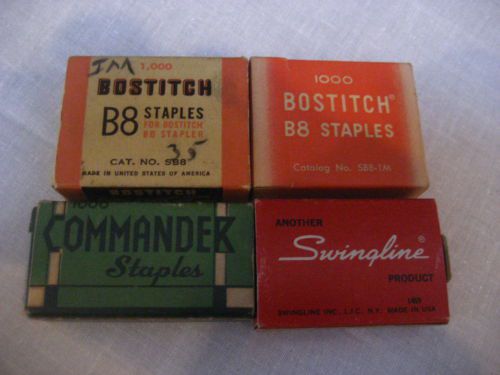 JM 1,000
BOSTITCH
B8 STAPLES
FOR BOSTITCH
B8 STAPLER
35
CAT. NO. SB8
MADE IN UNITED STATES OF AMERICA
1000
BOSTITCH®
B8 STAPLES
Catalog No. SB8-1M
1000
COMMANDER
Staples
ANOTHER
Swingline®
PRODUCT
SWINGLINE INC., L.I.C. N.Y. MADE IN USA